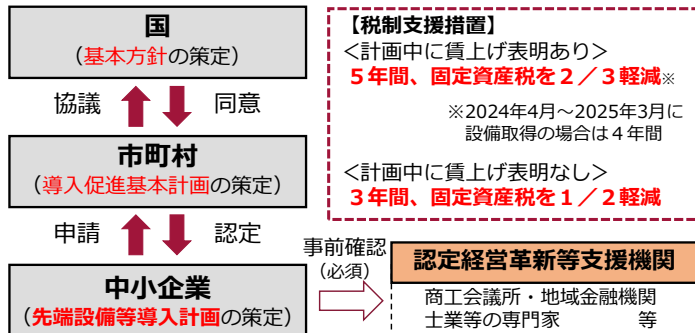 国
（基本方針の策定）
協議
同意
市町村
（導入促進基本計画の策定）
申請
認定
中小企業
（先端設備等導入計画の策定）
【税制支援措置】
＜計画中に賃上げ表明あり＞
５年間、固定資産税を２／３軽減※
※2024年4月～2025年3月に
設備取得の場合は４年間
＜計画中に賃上げ表明なし＞
３年間、固定資産税を１／２軽減
事前確認
（必須）
認定経営革新等支援機関
商工会議所・地域金融機関
士業等の専門家　　　　等